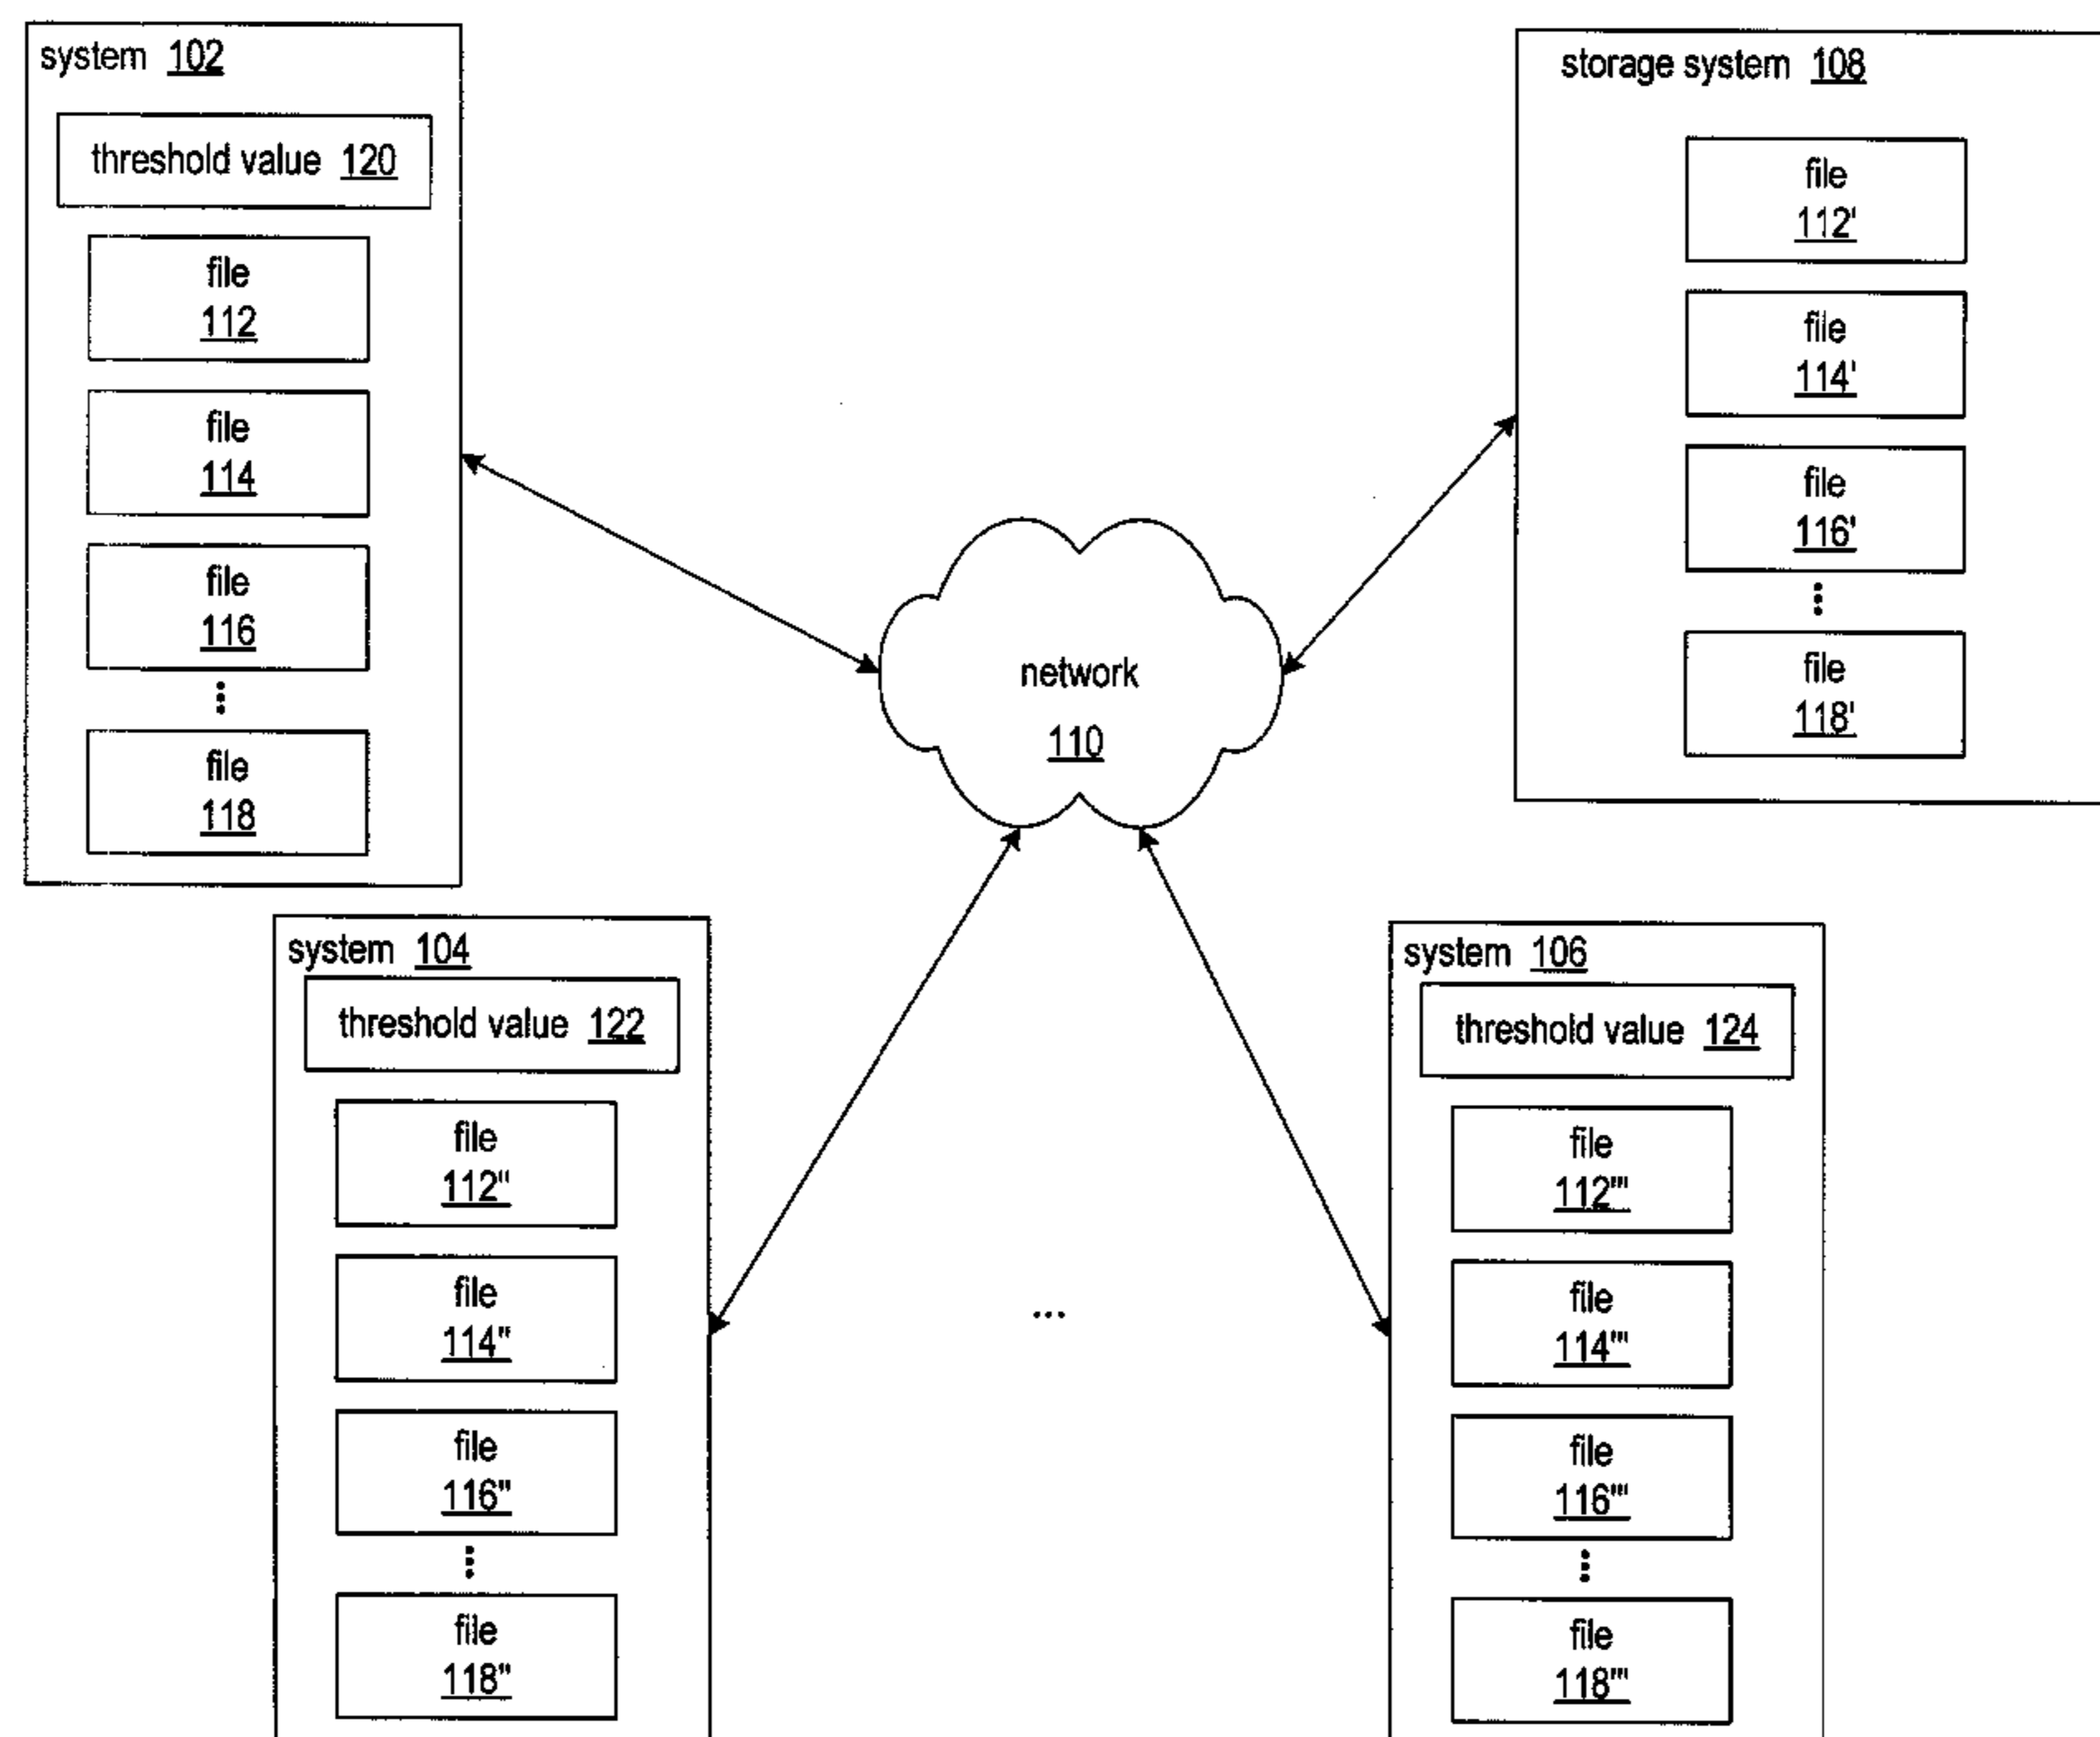 system 102
threshold value 120
file
112
file
114
file
116
file
118
storage system 108
file
112'
file
114'
file
116'
file
118'
network
110
system 104
threshold value 122
file
112"
file
114"
file
116"
file
118"
...
system 106
threshold value 124
file
112'"
file
114'"
file
116'"
file
118'"